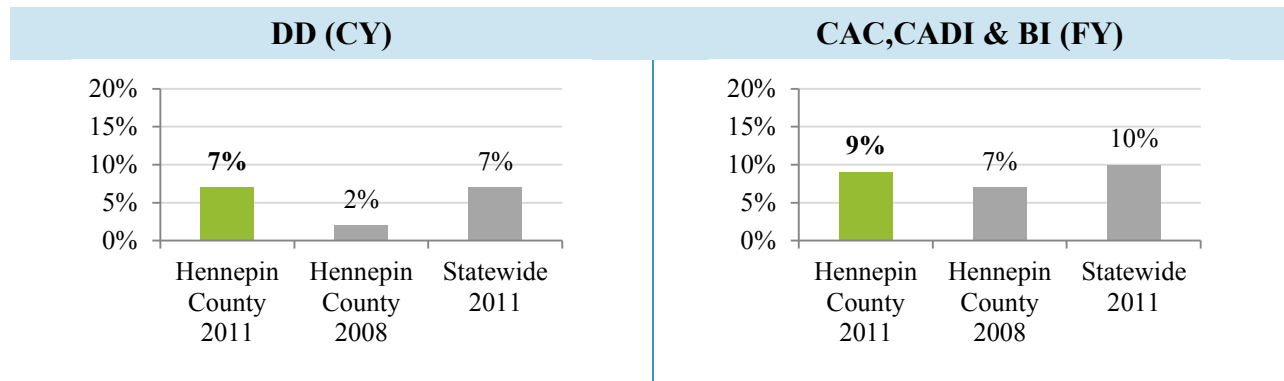 DD (CY)
20%
15%
10%
5%
0%
7%
2%
7%
Hennepin
County
2011
Hennepin
County
2008
Statewide
2011
CAC,CADI & BI (FY)
20%
15%
10%
5%
0%
9%
7%
10%
Hennepin
County
2011
Hennepin
County
2008
Statewide
2011